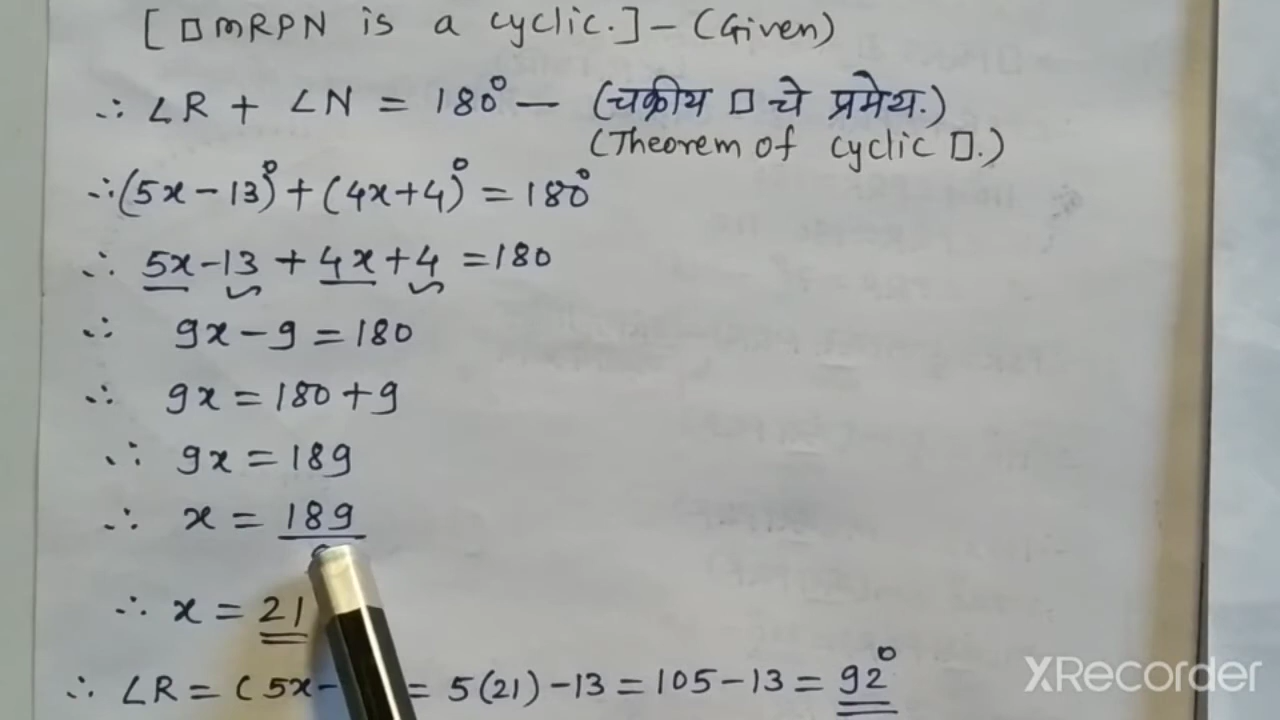 [□MRPN is a cyclic.] - (Given)
∴ ∠R + ∠N = 180° - (चक्रीय □ चे प्रमेय.)
(Theorem of cyclic □.)
∴ (5x - 13)° + (4x + 4)° = 180°
∴ 5x - 13 + 4x + 4 = 180
∴ 9x - 9 = 180
∴ 9x = 180 + 9
∴ 9x = 189
∴ x = 189
∴ x = 21
∴ ∠R = (5x - = 5(21) - 13 = 105 - 13 = 92°
XRecorder